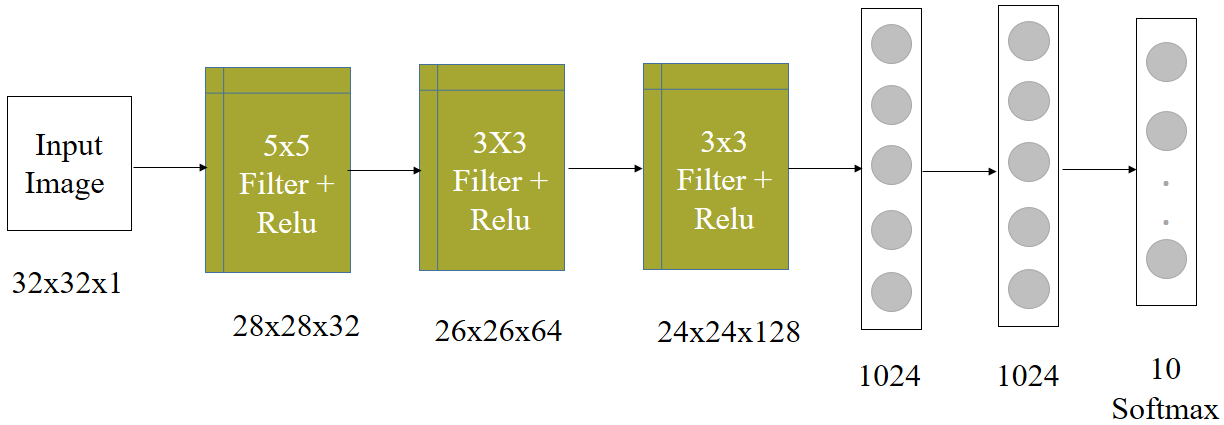 Input
Image
32x32x1
5x5
Filter +
Relu
28x28x32
3X3
Filter +
Relu
26x26x64
3x3
Filter +
Relu
24x24x128
1024
1024
10
Softmax